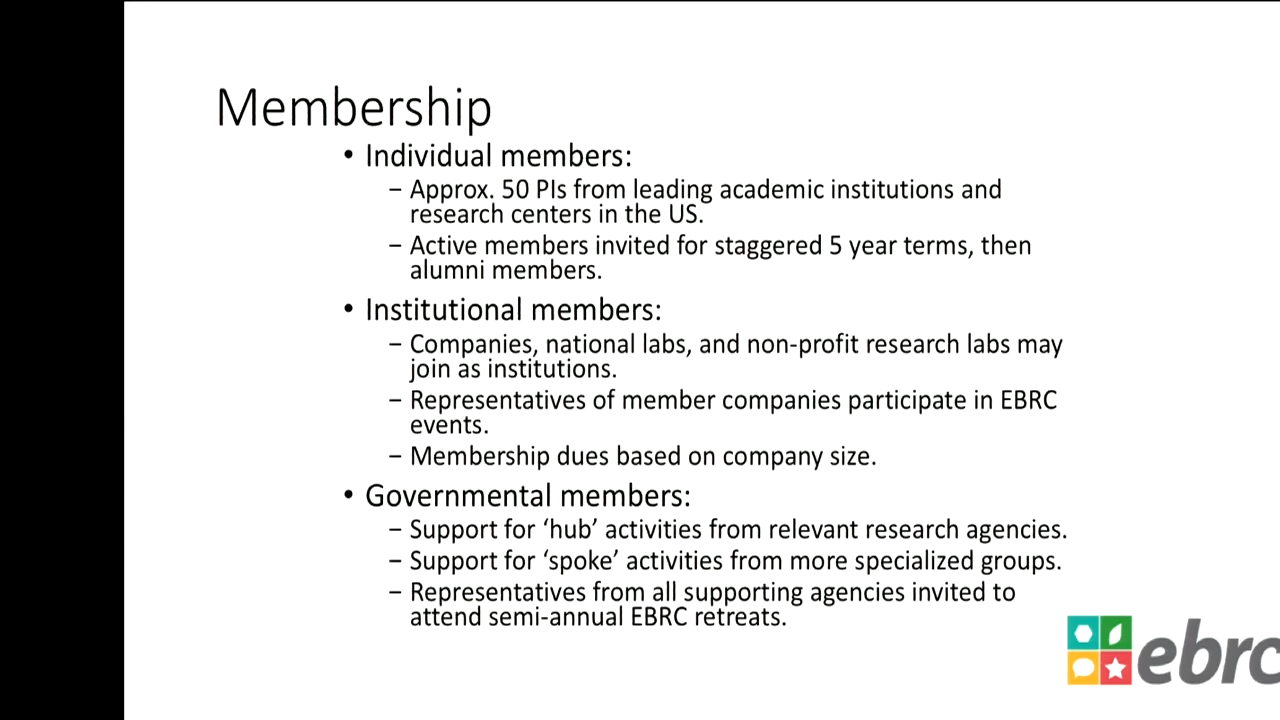 Membership
• Individual members:
– Approx. 50 PIs from leading academic institutions and
research centers in the US.
– Active members invited for staggered 5 year terms, then
alumni members.
• Institutional members:
– Companies, national labs, and non-profit research labs may
join as institutions.
– Representatives of member companies participate in EBRC
events.
– Membership dues based on company size.
• Governmental members:
– Support for ‘hub’ activities from relevant research agencies.
– Support for ‘spoke’ activities from more specialized groups.
– Representatives from all supporting agencies invited to
attend semi-annual EBRC retreats.
ebrc